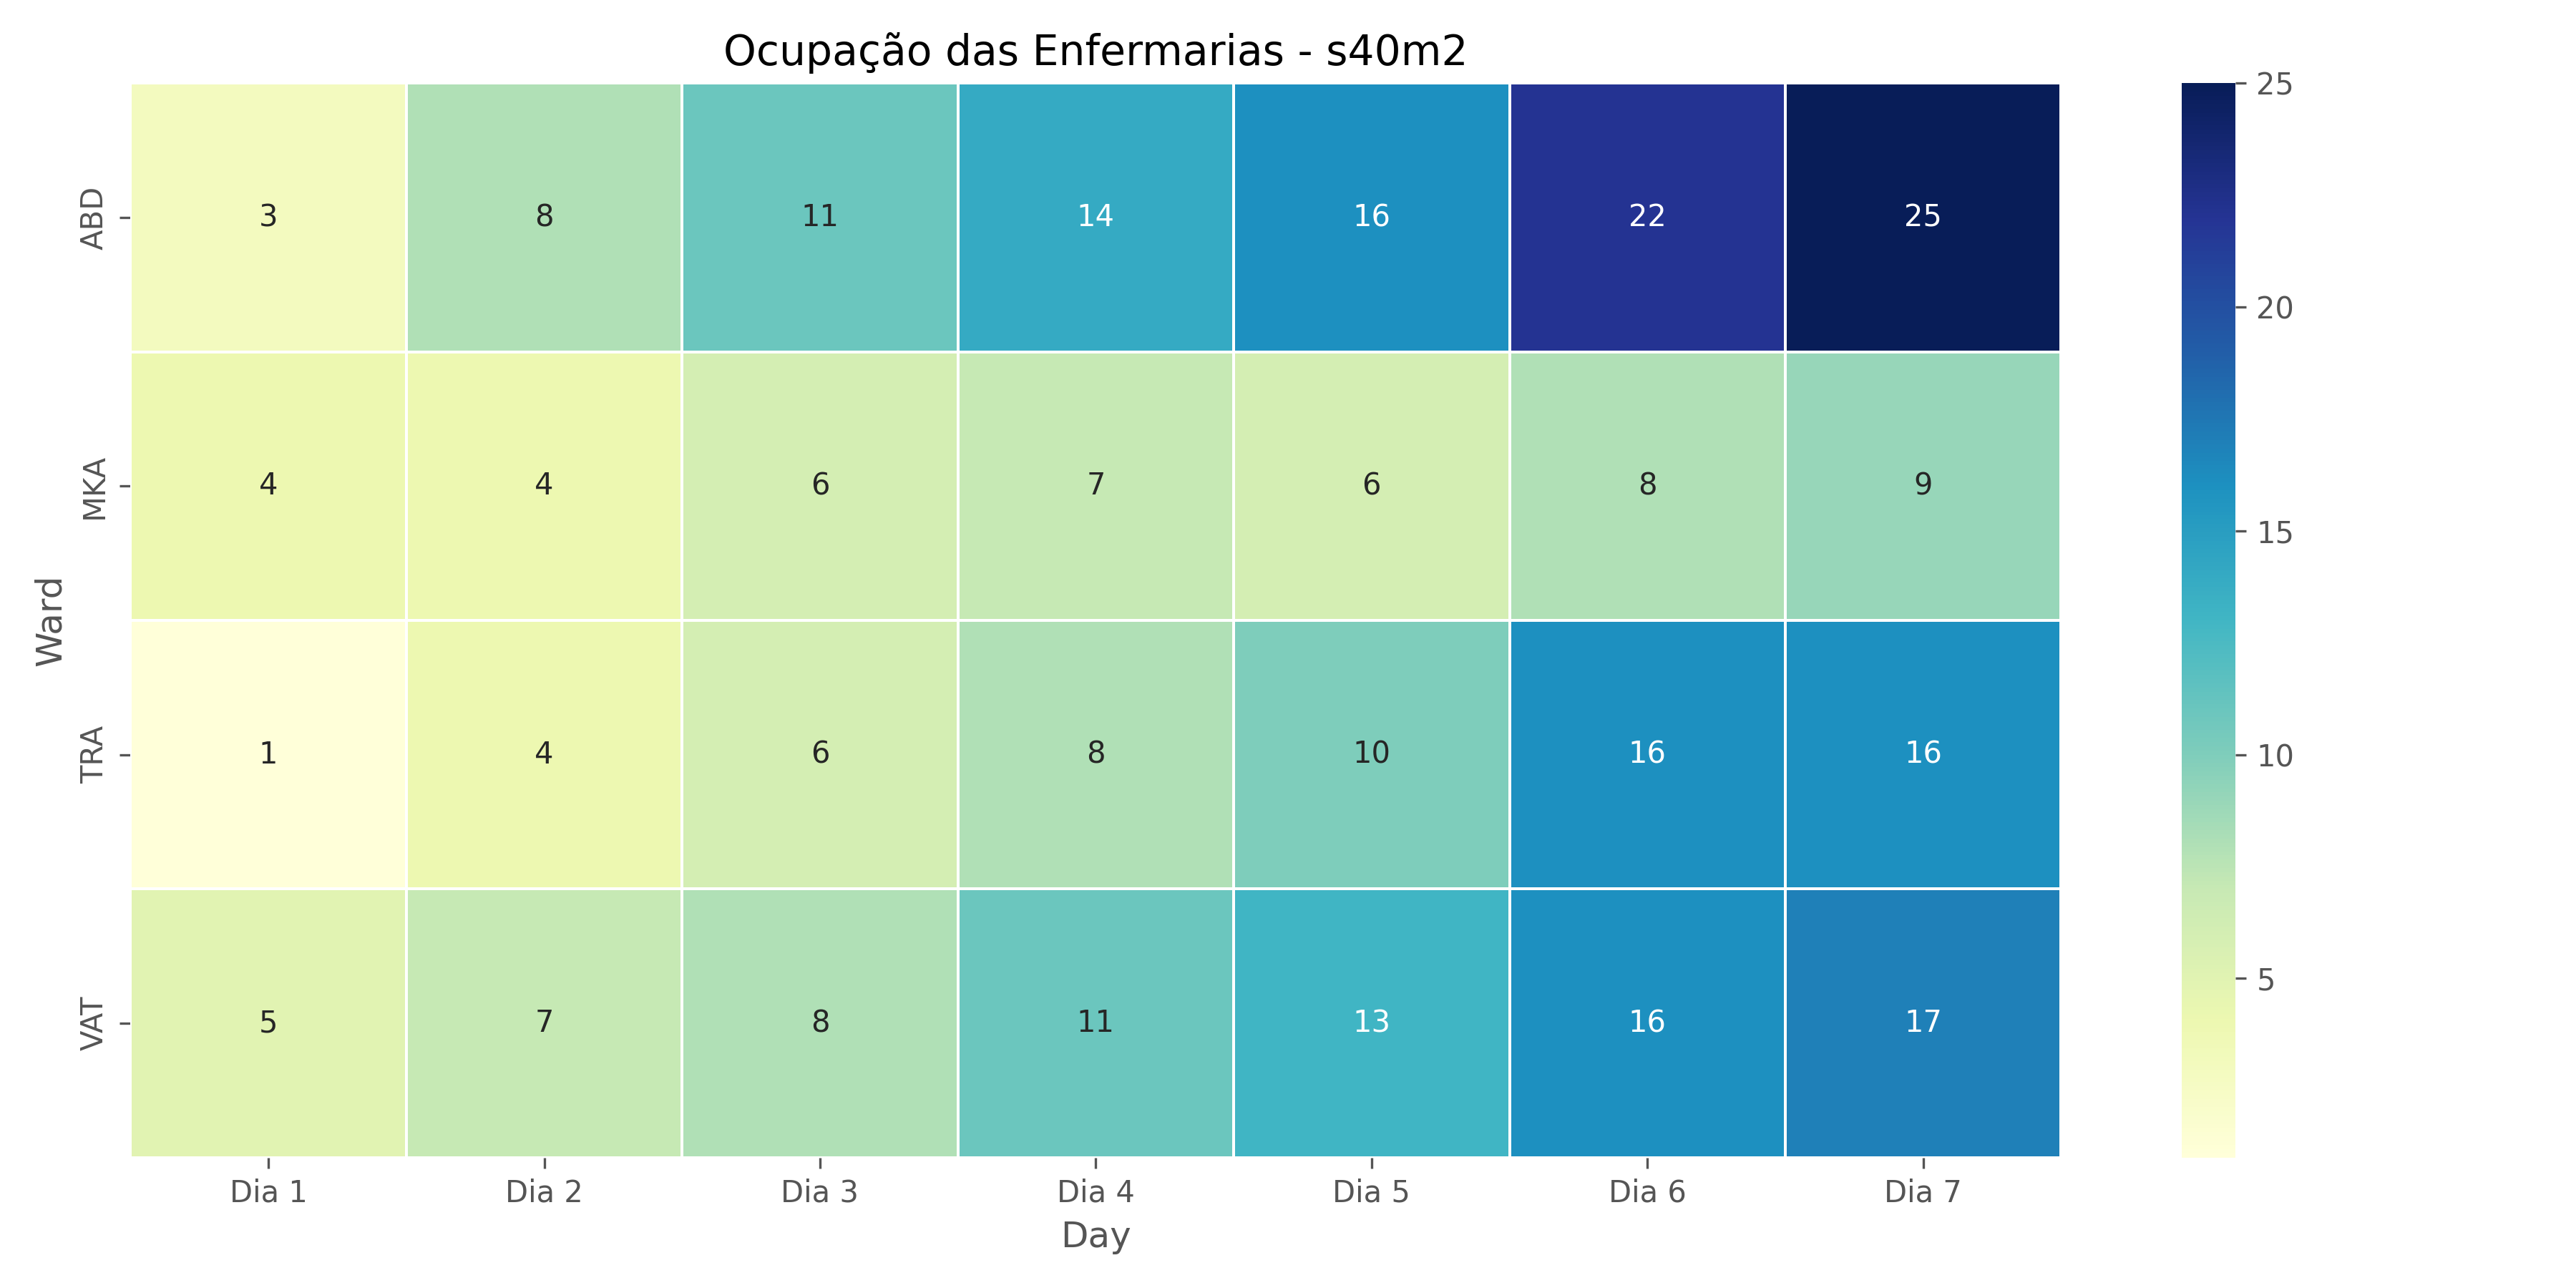 Ocupação das Enfermarias - s40m2
Ward
ABD 3 8 11 14 16 22 25
MKA 4 4 6 7 6 8 9
TRA 1 4 6 8 10 16 16
VAT 5 7 8 11 13 16 17
Dia 1 Dia 2 Dia 3 Dia 4 Dia 5 Dia 6 Dia 7
Day
25
20
15
10
5